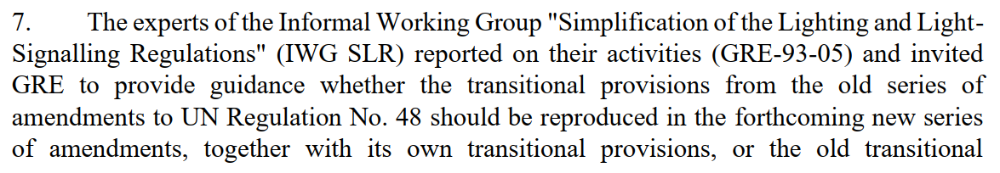 7. The experts of the Informal Working Group "Simplification of the Lighting and Light-
Signalling Regulations" (IWG SLR) reported on their activities (GRE-93-05) and invited
GRE to provide guidance whether the transitional provisions from the old series of
amendments to UN Regulation No. 48 should be reproduced in the forthcoming new series
of amendments, together with its own transitional provisions, or the old transitional